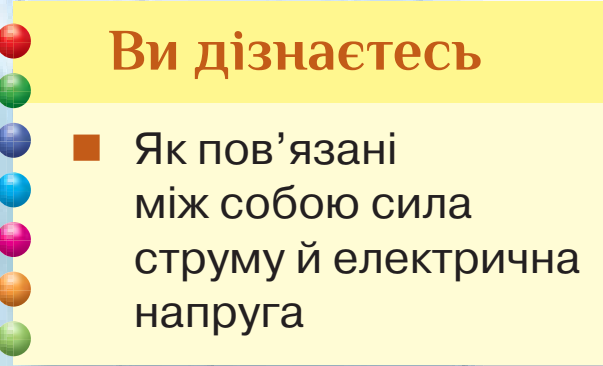 Ви дізнаєтесь
Як пов’язані
між собою сила
струму й електрична
напруга